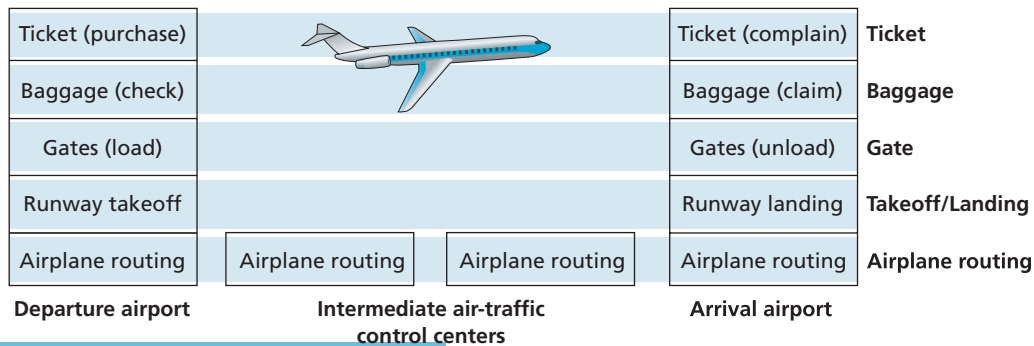 Ticket (purchase) Ticket (complain) Ticket
Baggage (check) Baggage (claim) Baggage
Gates (load) Gates (unload) Gate
Runway takeoff Runway landing Takeoff/Landing
Airplane routing Airplane routing Airplane routing Airplane routing Airplane routing
Departure airport Intermediate air-traffic Arrival airport
control centers